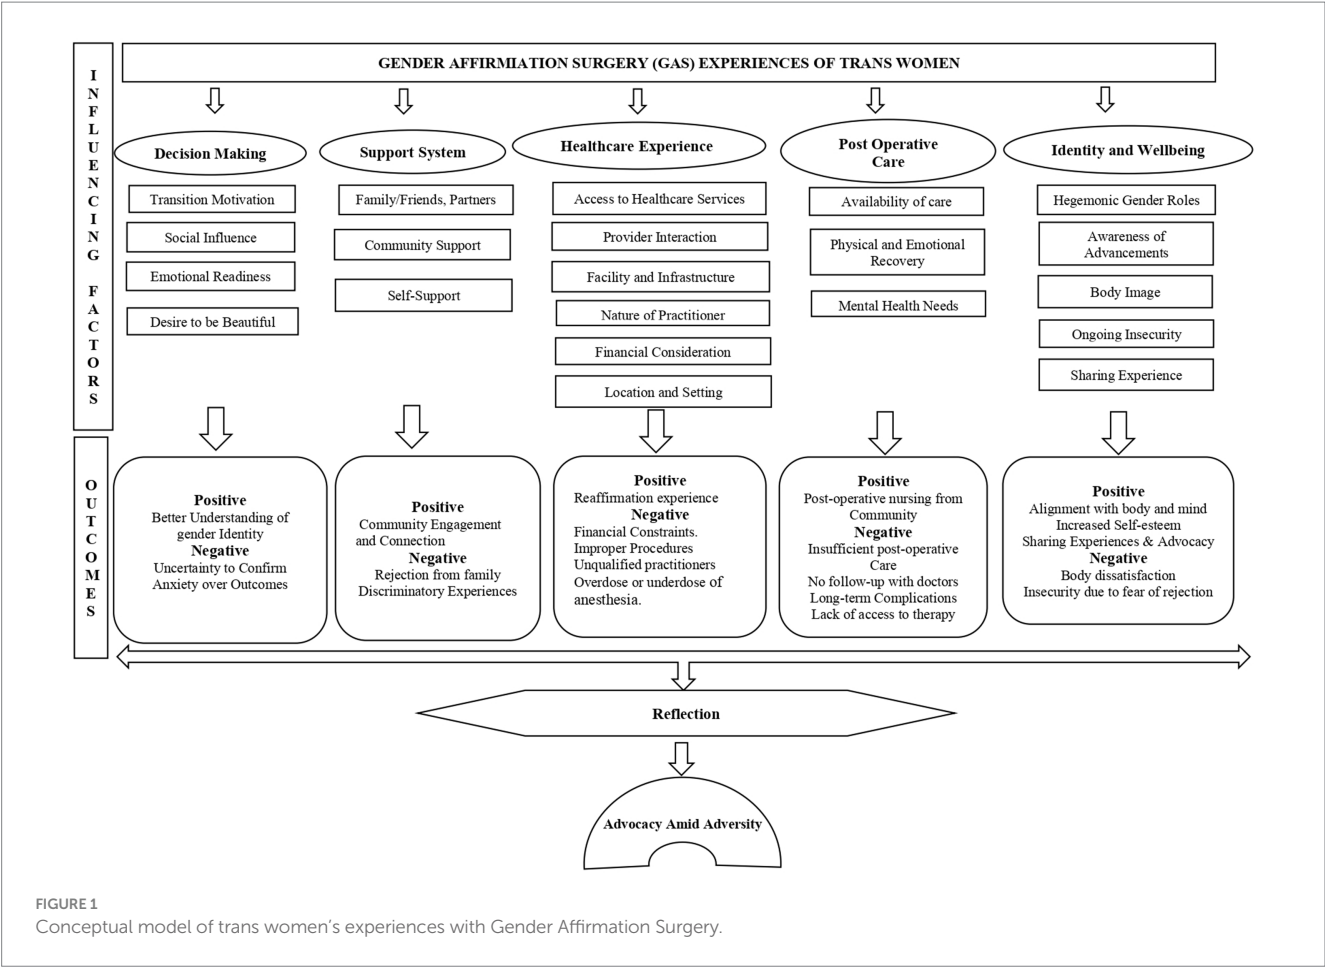 GENDER AFFIRMIATION SURGERY (GAS) EXPERIENCES OF TRANS WOMEN
INFLUENCING FACTORS
Decision Making
Transition Motivation
Social Influence
Emotional Readiness
Desire to be Beautiful
Support System
Family/Friends, Partners
Community Support
Self-Support
Healthcare Experience
Access to Healthcare Services
Provider Interaction
Facility and Infrastructure
Nature of Practitioner
Financial Consideration
Location and Setting
Post Operative
Care
Availability of care
Physical and Emotional
Recovery
Mental Health Needs
Identity and Wellbeing
Hegemonic Gender Roles
Awareness of
Advancements
Body Image
Ongoing Insecurity
Sharing Experience
OUTCOMES
Positive
Better Understanding of
gender Identity
Negative
Uncertainty to Confirm
Anxiety over Outcomes
Positive
Community Engagement
and Connection
Negative
Rejection from family
Discriminatory Experiences
Positive
Reaffirmation experience
Negative
Financial Constraints.
Improper Procedures
Unqualified practitioners
Overdose or underdose of
anesthesia.
Positive
Post-operative nursing from
Community
Negative
Insufficient post-operative
Care
No follow-up with doctors
Long-term Complications
Lack of access to therapy
Positive
Alignment with body and mind
Increased Self-esteem
Sharing Experiences & Advocacy
Negative
Body dissatisfaction
Insecurity due to fear of rejection
Reflection
Advocacy Amid Adversity
FIGURE 1
Conceptual model of trans women's experiences with Gender Affirmation Surgery.